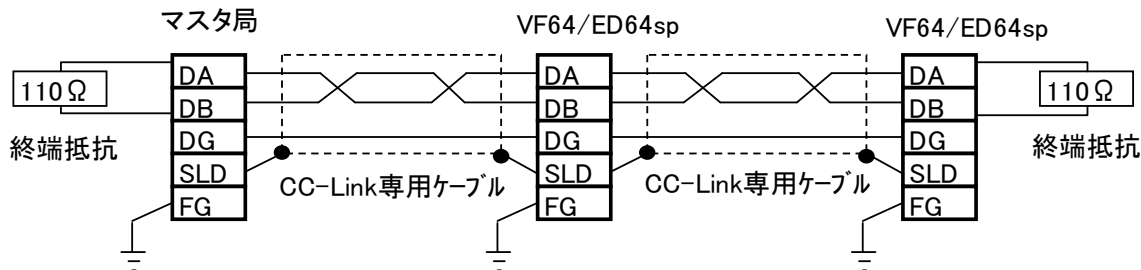 マスタ局
VF64/ED64sp
VF64/ED64sp
110Ω
終端抵抗
DA
DB
DG
SLD
FG
CC-Link専用ケーブル
DA
DB
DG
SLD
FG
CC-Link専用ケーブル
DA
DB
DG
SLD
FG
110Ω
終端抵抗